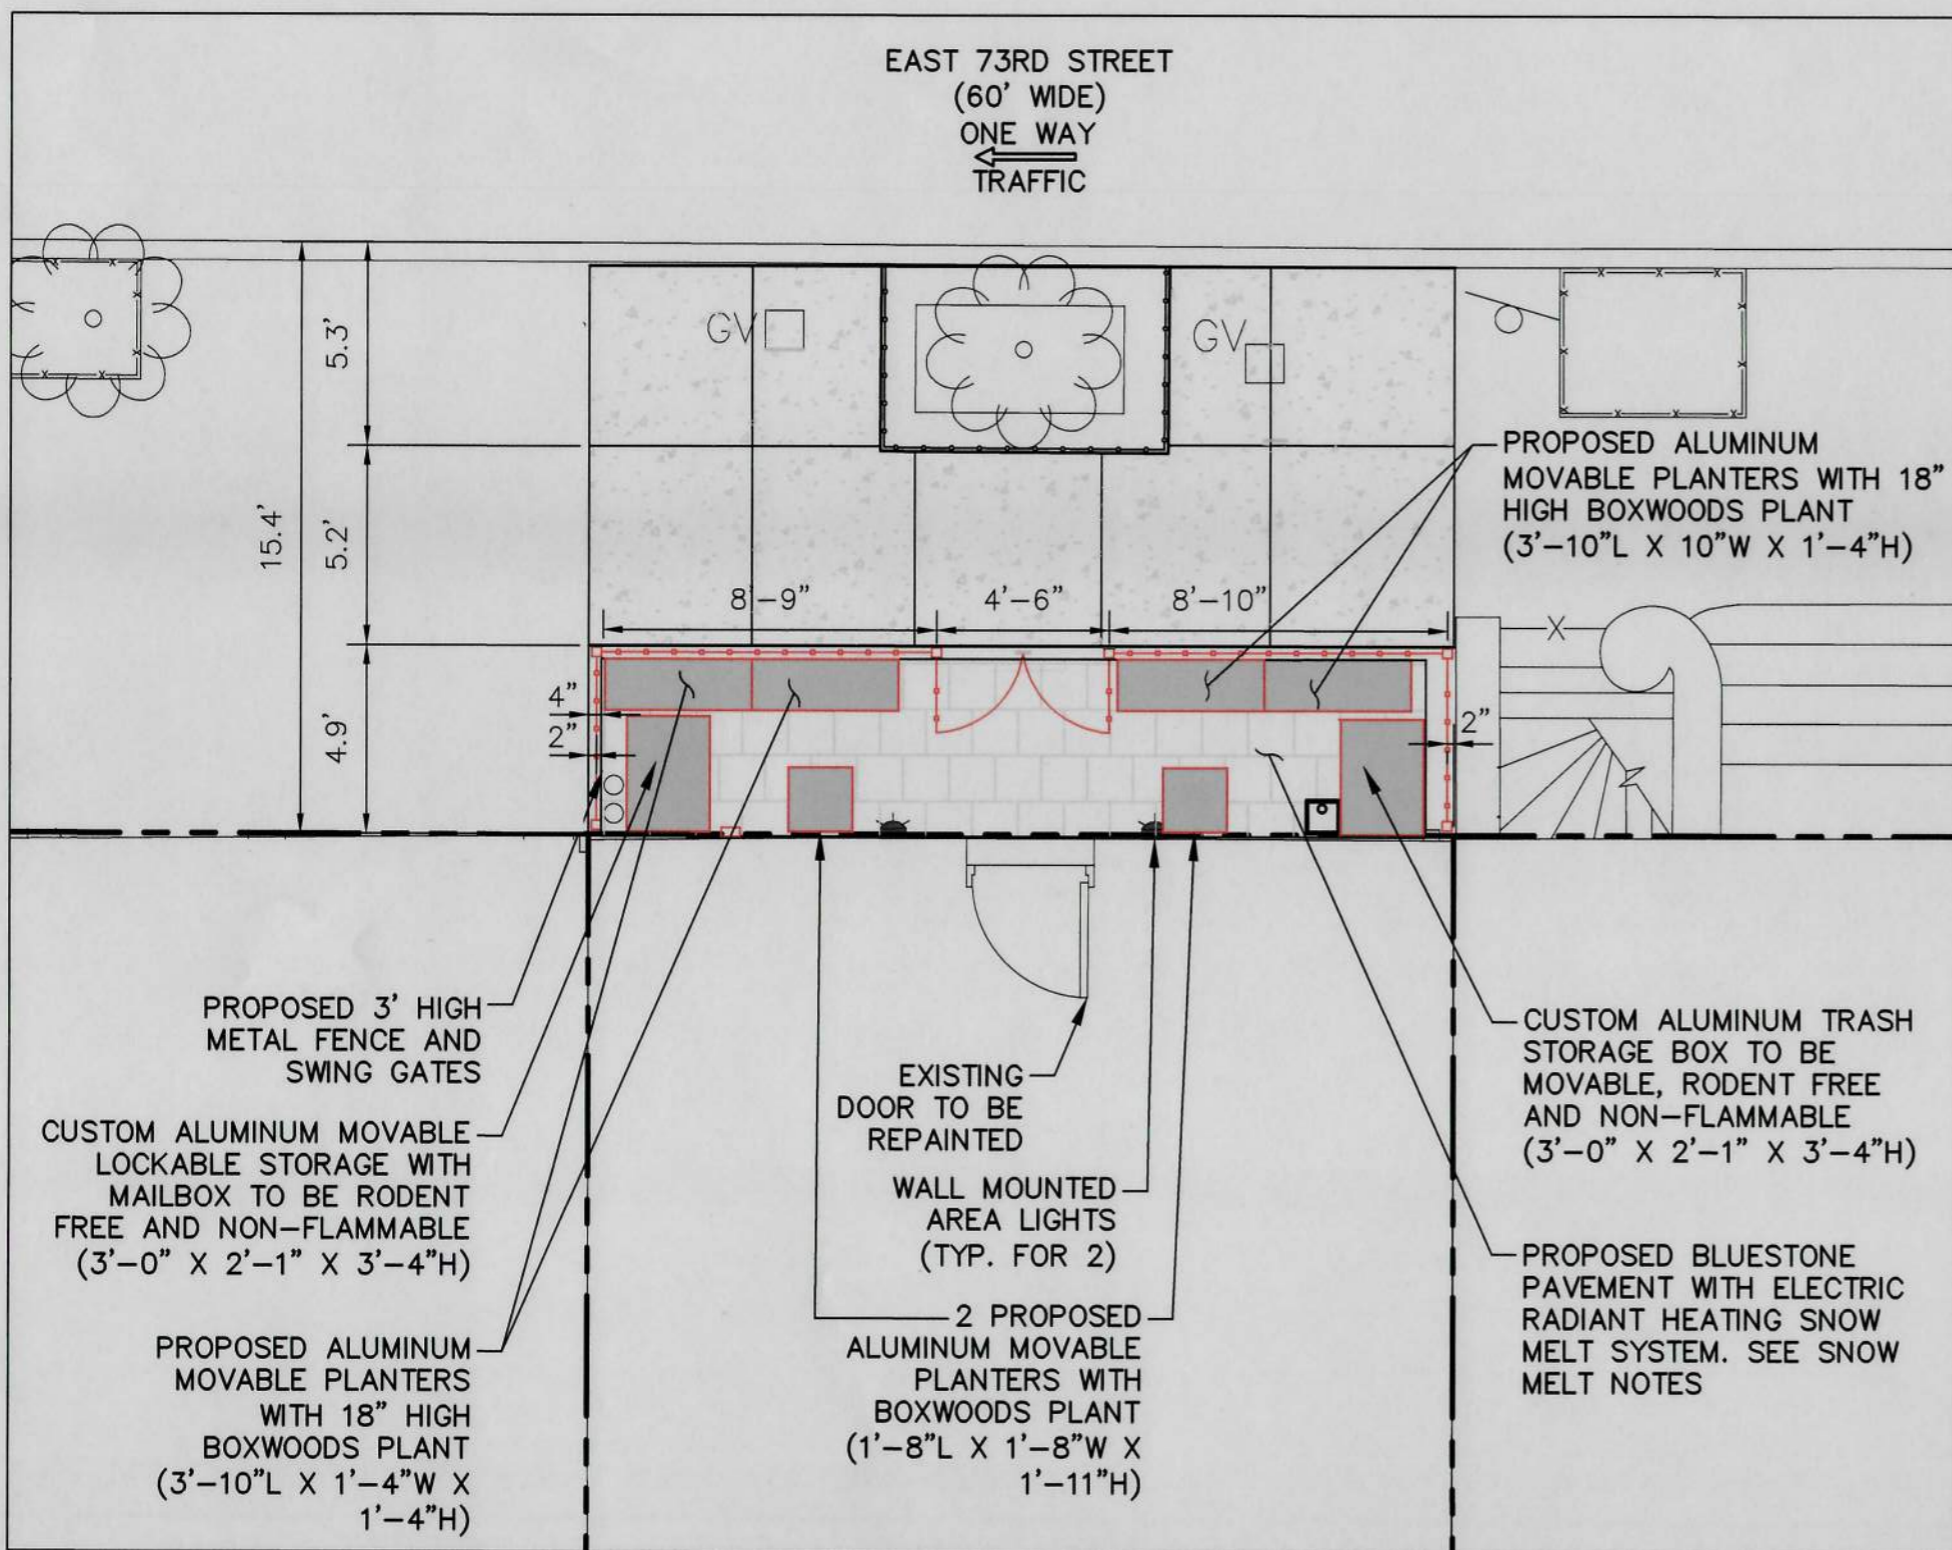 EAST 73RD STREET
(60' WIDE)
ONE WAY
TRAFFIC
GV
GV
5.3'
15.4'
5.2'
4.9'
8'-9"
4'-6"
8'-10"
4"
2"
2"
X
PROPOSED ALUMINUM
MOVABLE PLANTERS WITH 18"
HIGH BOXWOODS PLANT
(3'-10"L X 10"W X 1'-4"H)
PROPOSED 3' HIGH
METAL FENCE AND
SWING GATES
CUSTOM ALUMINUM MOVABLE
LOCKABLE STORAGE WITH
MAILBOX TO BE RODENT
FREE AND NON-FLAMMABLE
(3'-0" X 2'-1" X 3'-4"H)
PROPOSED ALUMINUM
MOVABLE PLANTERS
WITH 18" HIGH
BOXWOODS PLANT
(3'-10"L X 1'-4"W X
1'-4"H)
EXISTING
DOOR TO BE
REPAINTED
WALL MOUNTED
AREA LIGHTS
(TYP. FOR 2)
2 PROPOSED
ALUMINUM MOVABLE
PLANTERS WITH
BOXWOODS PLANT
(1'-8"L X 1'-8"W X
1'-11"H)
CUSTOM ALUMINUM TRASH
STORAGE BOX TO BE
MOVABLE, RODENT FREE
AND NON-FLAMMABLE
(3'-0" X 2'-1" X 3'-4"H)
PROPOSED BLUESTONE
PAVEMENT WITH ELECTRIC
RADIANT HEATING SNOW
MELT SYSTEM. SEE SNOW
MELT NOTES